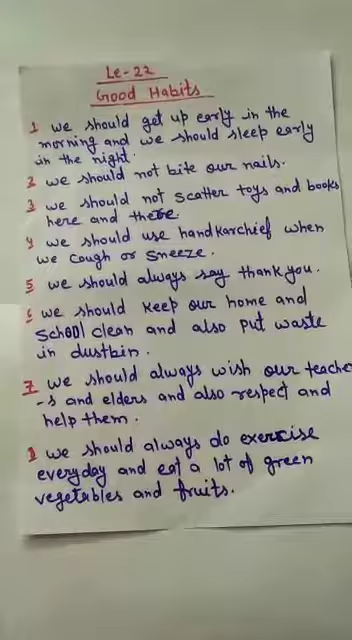 Le-22
Good Habits
1 we should get up early in the
morning and we should sleep early
in the night.
2 we should not bite our nails.
3 we should not scatter toys and books
here and there.
4 we should use handkarchief when
we cough or sneeze.
5 we should always say thank you.
6 we should keep our home and
school clean and also put waste
in dustbin.
7 we should always wish our teache
-s and elders and also respect and
help them.
8 we should always do exercise
everyday and eat a lot of green
vegetables and fruits.